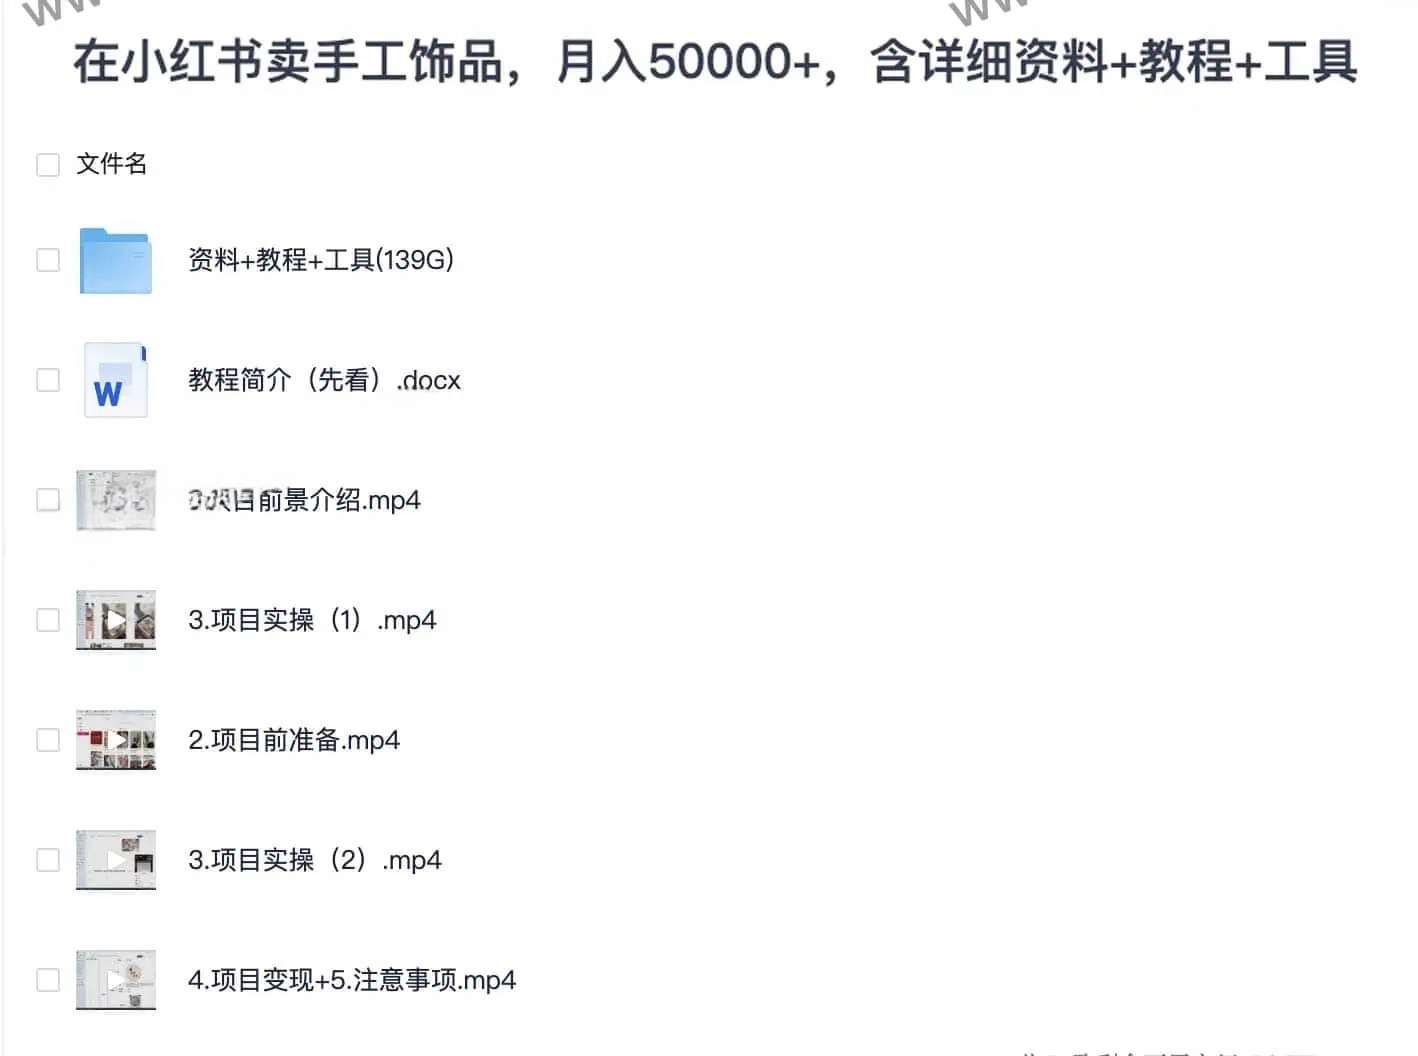 在小红书卖手工饰品，月入50000+，含详细资料+教程+工具
文件名
资料+教程+工具(139G)
教程简介（先看）.docx
目前景介绍.mp4
3.项目实操（1）.mp4
2.项目前准备.mp4
3.项目实操（2）.mp4
4.项目变现+5.注意事项.mp4